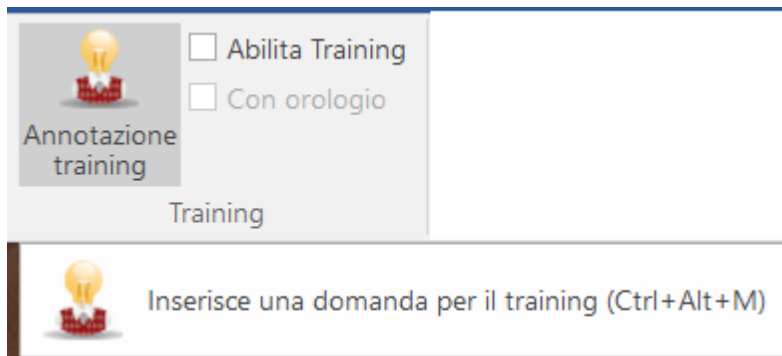 Abilita Training
Con orologio
Annotazione
training
Training
Inserisce una domanda per il training (Ctrl+Alt+M)